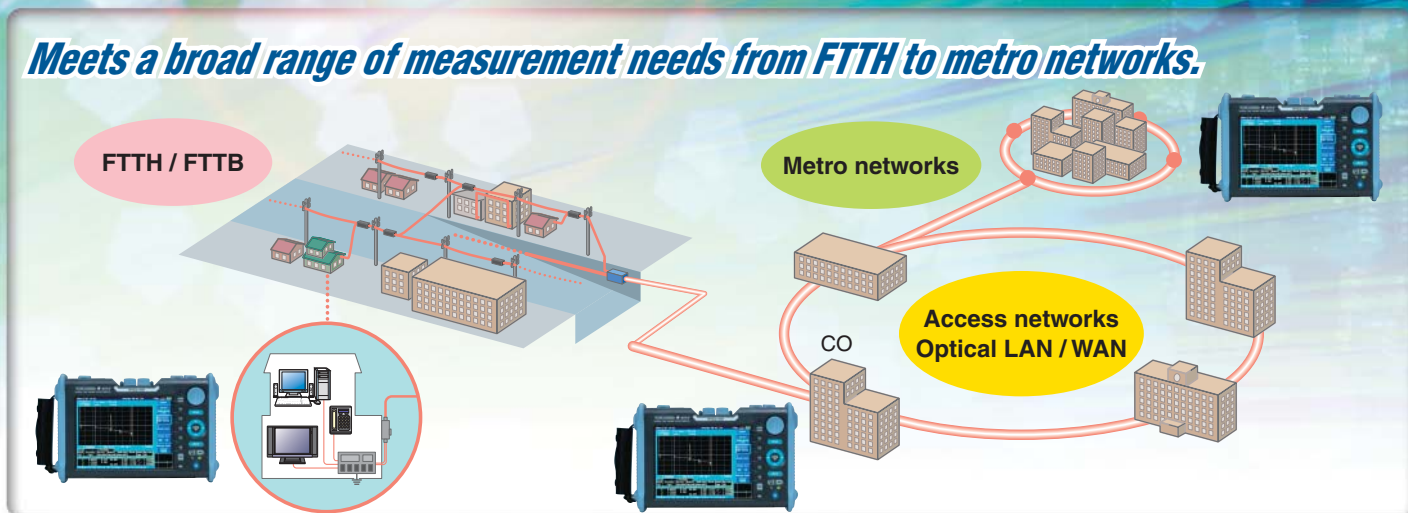 Meets a broad range of measurement needs from FTTH to metro networks.
FTTH / FTTB
Metro networks
Access networks
Optical LAN / WAN
CO
YOKOGAWA